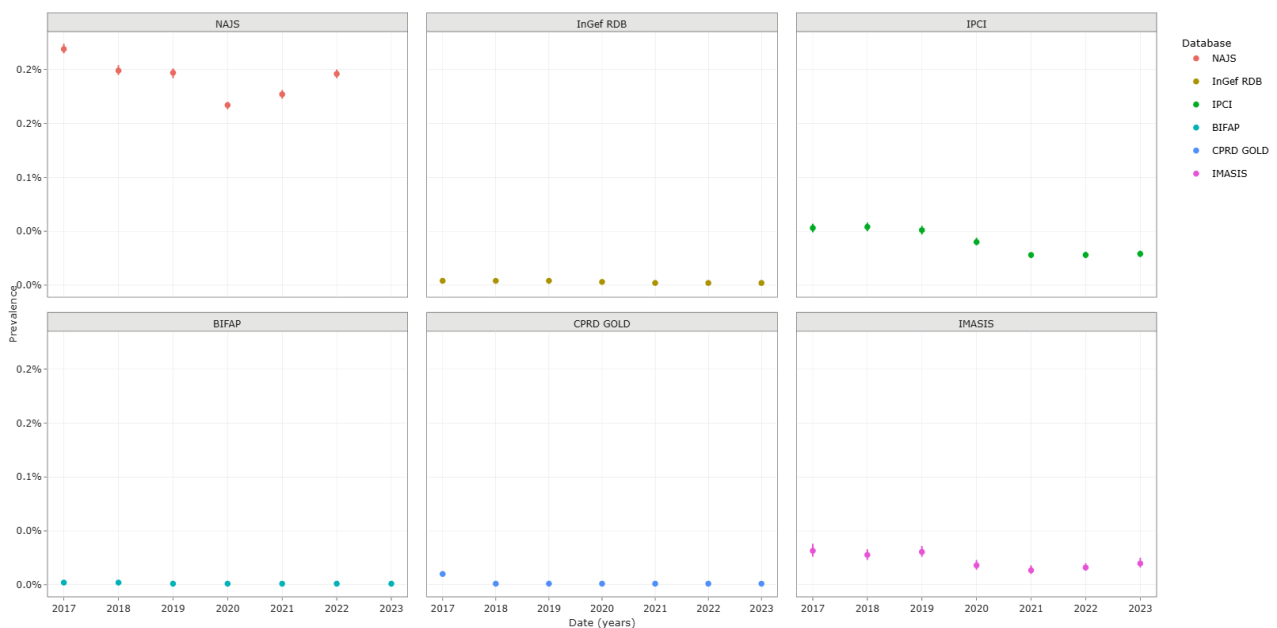 NAJS
InGef RDB
IPCI
Database
NAJS
InGef RDB
IPCI
BIFAP
CPRD GOLD
IMASIS
0.2%
0.2%
0.1%
0.0%
0.0%
Prevalence
BIFAP
CPRD GOLD
IMASIS
0.2%
0.2%
0.1%
0.0%
0.0%
2017 2018 2019 2020 2021 2022 2023
2017 2018 2019 2020 2021 2022 2023
2017 2018 2019 2020 2021 2022 2023
Date (years)